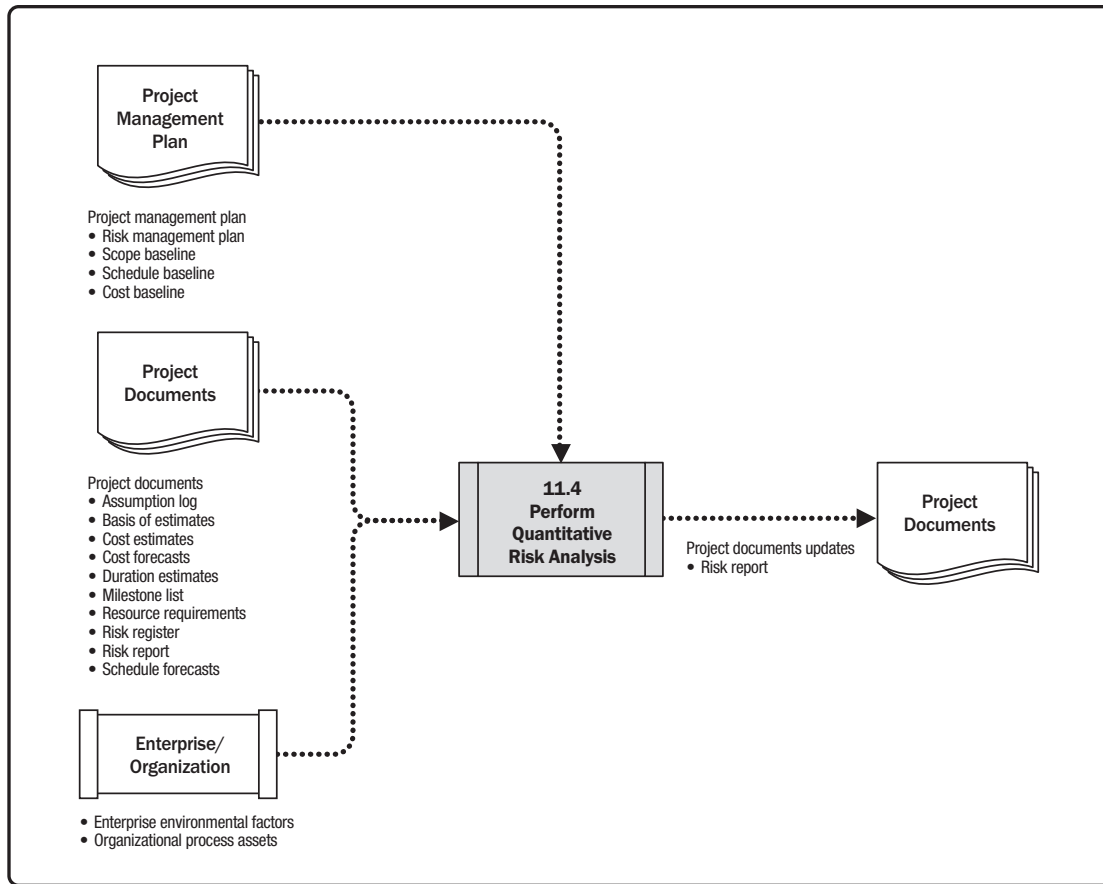 Project
Management
Plan
Project management plan
• Risk management plan
• Scope baseline
• Schedule baseline
• Cost baseline
Project
Documents
Project documents
• Assumption log
• Basis of estimates
• Cost estimates
• Cost forecasts
• Duration estimates
• Milestone list
• Resource requirements
• Risk register
• Risk report
• Schedule forecasts
Enterprise/
Organization
• Enterprise environmental factors
• Organizational process assets
11.4
Perform
Quantitative
Risk Analysis
Project documents updates
• Risk report
Project
Documents